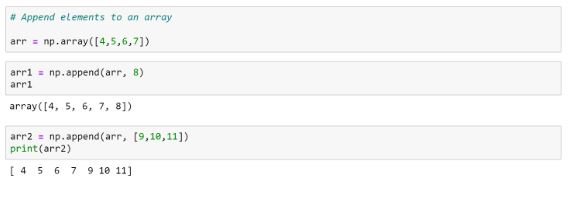 # Append elements to an array
arr = np.array([4,5,6,7])
arr1 = np.append(arr, 8)
arr1
array([4, 5, 6, 7, 8])
arr2 = np.append(arr, [9,10,11])
print(arr2)
[ 4  5  6  7  9 10 11]